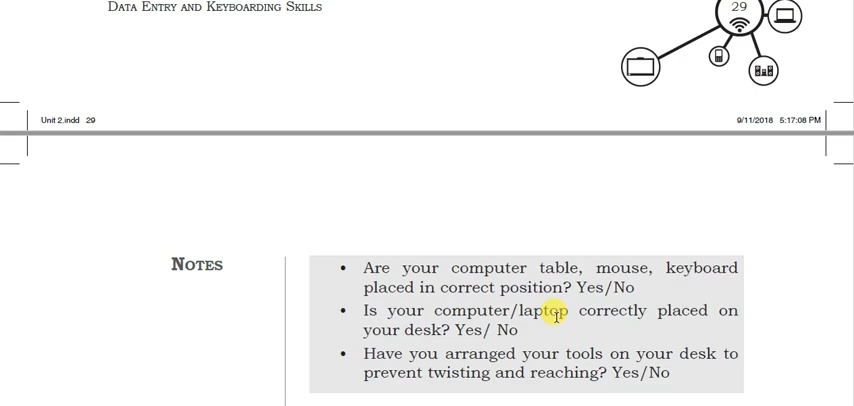 DATA ENTRY AND KEYBOARDING SKILLS
29
Unit 2.indd 29
9/11/2018 5:17:08 PM
NOTES
• Are your computer table, mouse, keyboard
placed in correct position? Yes/No
• Is your computer/laptop correctly placed on
your desk? Yes/ No
• Have you arranged your tools on your desk to
prevent twisting and reaching? Yes/No